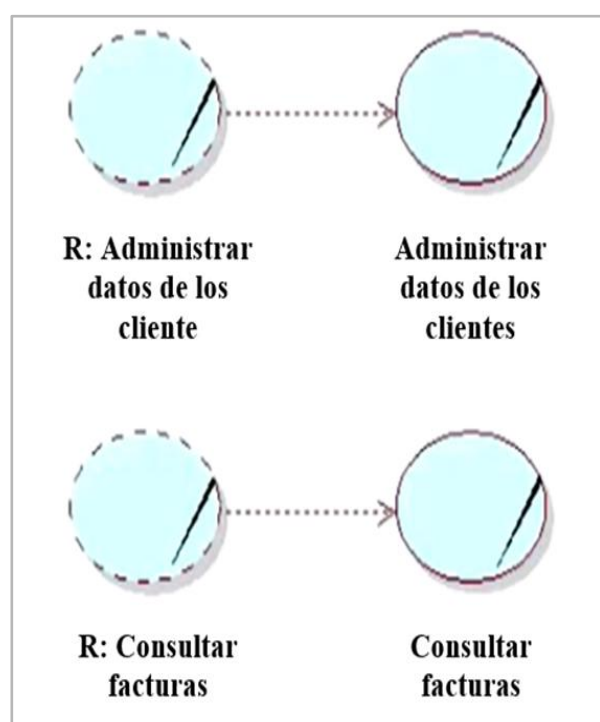 R: Administrar
datos de los
cliente
Administrar
datos de los
clientes
R: Consultar
facturas
Consultar
facturas